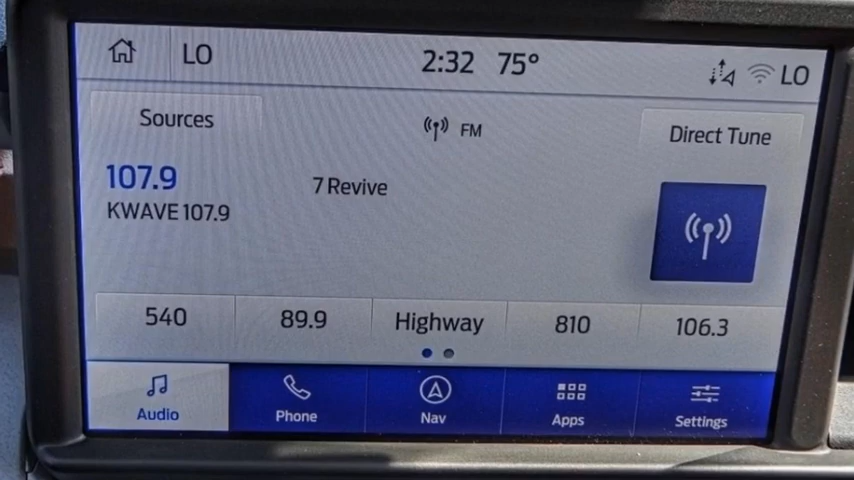 LO 2:32 75° LO
Sources
FM
Direct Tune
107.9
7 Revive
KWAVE 107.9
540 89.9 Highway 810 106.3
Audio Phone Nav Apps Settings